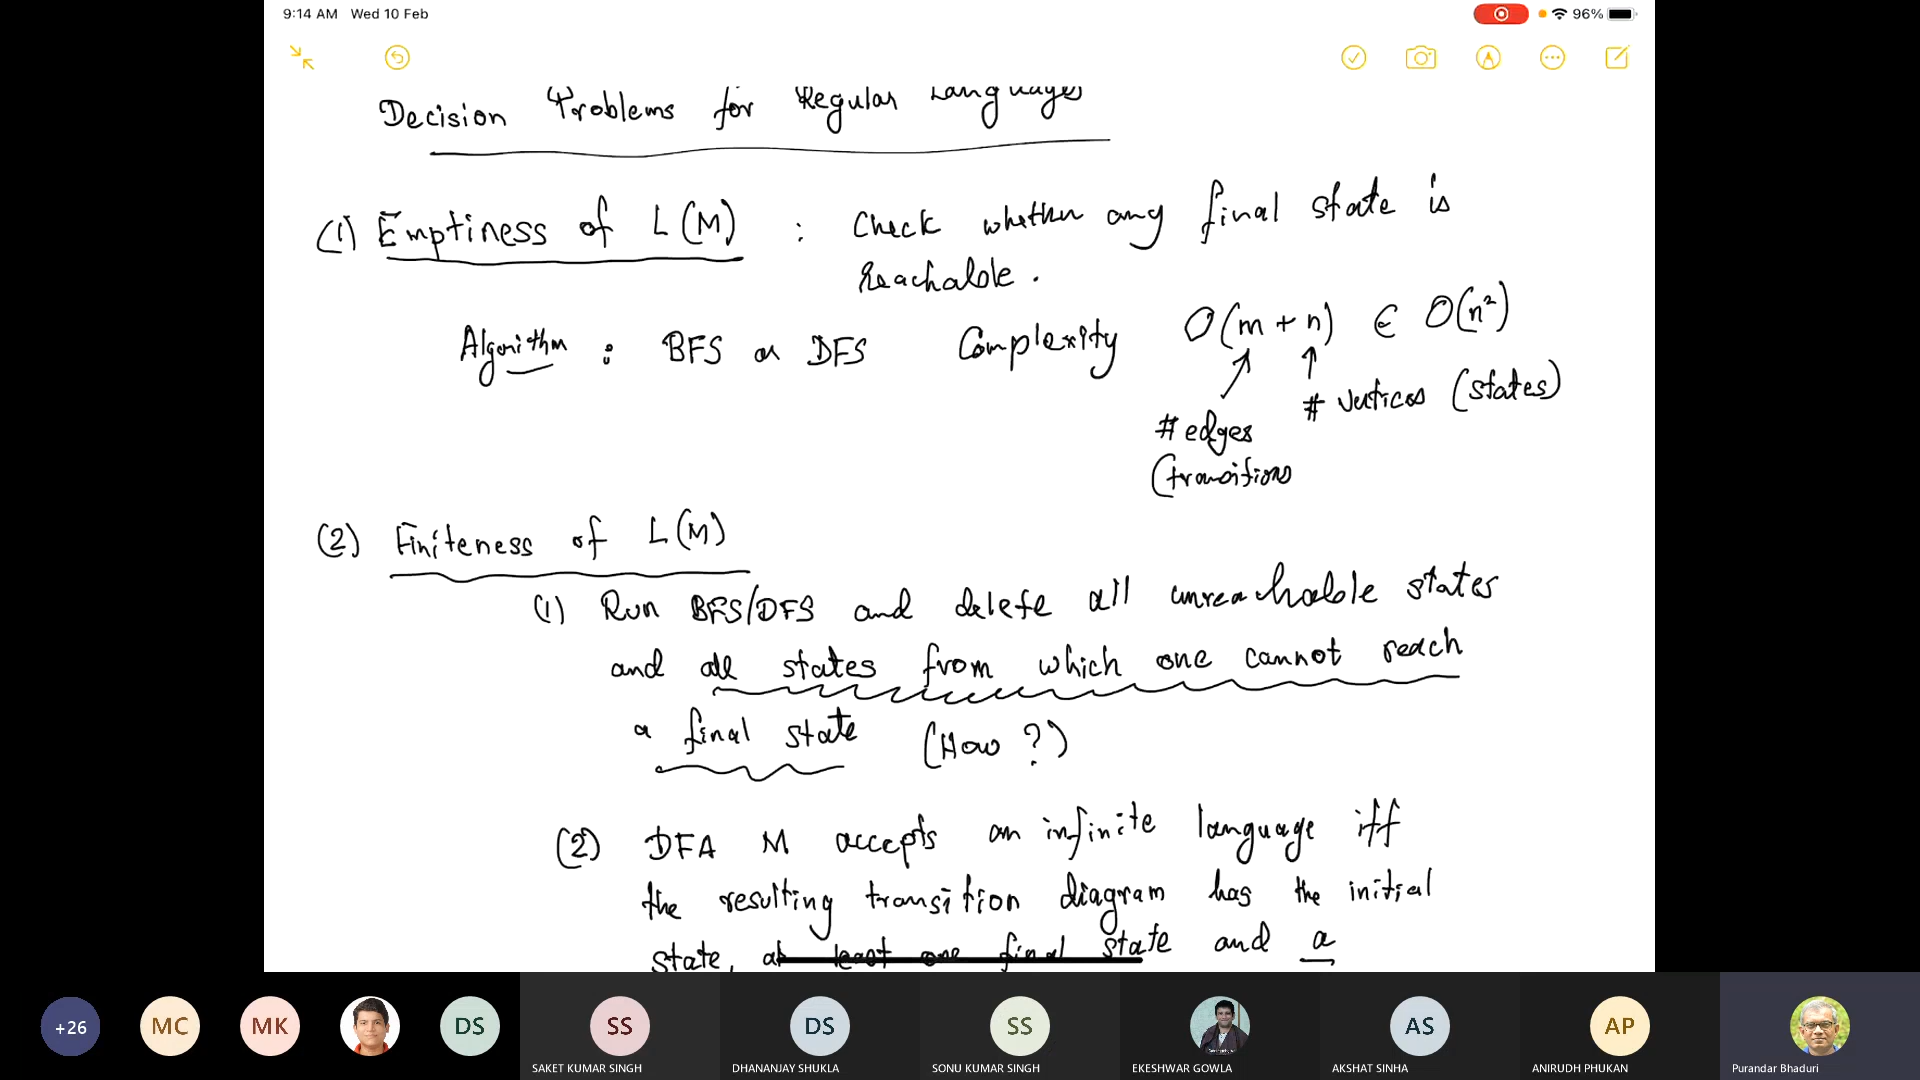 9:14 AM Wed 10 Feb
96%
Decision Problems for Regular Languages
(1) Emptiness of L(M) : Check whether any final state is
reachable.
Algorithm : BFS or DFS Complexity O(m + n) ∈ O(n²)
# vertices (states)
# edges
(transitions
(2) Finiteness of L(M)
(1) Run BFS/DFS and delete all unreachable states
and all states from which one cannot reach
a final state (How ?)
(2) DFA M accepts an infinite language iff
the resulting transition diagram has the initial
state, at least one final state and a
+26
MC
MK
DS
SS
DS
SS
AS
AP
SAKET KUMAR SINGH
DHANANJAY SHUKLA
SONU KUMAR SINGH
EKESHWAR GOWLA
AKSHAT SINHA
ANIRUDH PHUKAN
Purandar Bhaduri